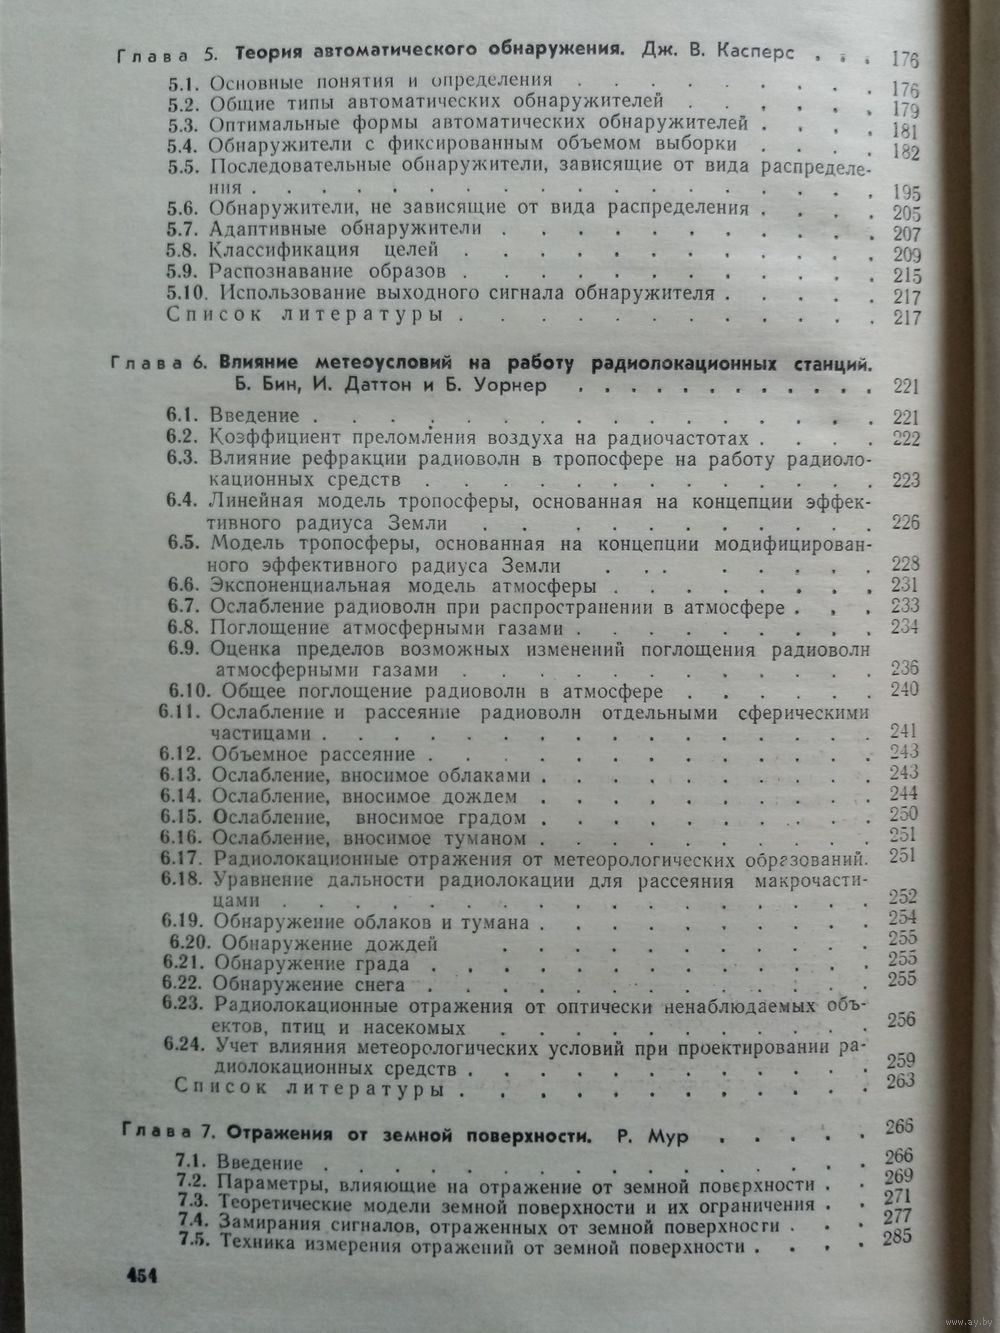 Глава 5. Теория автоматического обнаружения. Дж. В. Касперс . . . 176
5.1. Основные понятия и определения . . . . . . . . 176
5.2. Общие типы автоматических обнаружителей . . . . . . 179
5.3. Оптимальные формы автоматических обнаружителей . . . . 181
5.4. Обнаружители с фиксированным объемом выборки . . . . 182
5.5. Последовательные обнаружители, зависящие от вида распределе-
ния . . . . . . . . . . . . . . 195
5.6. Обнаружители, не зависящие от вида распределения . . . . 205
5.7. Адаптивные обнаружители . . . . . . . . . . 207
5.8. Классификация целей . . . . . . . . . . . 209
5.9. Распознавание образов . . . . . . . . . . . 215
5.10. Использование выходного сигнала обнаружителя . . . . . 217
Список литературы . . . . . . . . . . . 217
Глава 6. Влияние метеоусловий на работу радиолокационных станций.
Б. Бин, И. Даттон и Б. Уорнер . . . . . . . . . . 221
6.1. Введение . . . . . . . . . . . . . . 221
6.2. Коэффициент преломления воздуха на радиочастотах . . . . 222
6.3. Влияние рефракции радиоволн в тропосфере на работу радиоло-
кационных средств . . . . . . . . . . . . 223
6.4. Линейная модель тропосферы, основанная на концепции эффек-
тивного радиуса Земли . . . . . . . . . . 226
6.5. Модель тропосферы, основанная на концепции модифицирован-
ного эффективного радиуса Земли . . . . . . . . 228
6.6. Экспоненциальная модель атмосферы . . . . . . . 231
6.7. Ослабление радиоволн при распространении в атмосфере . . . 233
6.8. Поглощение атмосферными газами . . . . . . . . 234
6.9. Оценка пределов возможных изменений поглощения радиоволн
атмосферными газами . . . . . . . . . . . 236
6.10. Общее поглощение радиоволн в атмосфере . . . . . . 240
6.11. Ослабление и рассеяние радиоволн отдельными сферическими
частицами . . . . . . . . . . . . . . 241
6.12. Объемное рассеяние . . . . . . . . . . . . 243
6.13. Ослабление, вносимое облаками . . . . . . . . . 243
6.14. Ослабление, вносимое дождем . . . . . . . . . 244
6.15. Ослабление, вносимое градом . . . . . . . . . 250
6.16. Ослабление, вносимое туманом . . . . . . . . . 251
6.17. Радиолокационные отражения от метеорологических образований. 251
6.18. Уравнение дальности радиолокации для рассеяния макрочасти-
цами . . . . . . . . . . . . . . . 252
6.19. Обнаружение облаков и тумана . . . . . . . . . 254
6.20. Обнаружение дождей . . . . . . . . . . 255
6.21. Обнаружение града . . . . . . . . . . . . 255
6.22. Обнаружение снега . . . . . . . . . . . . 255
6.23. Радиолокационные отражения от оптически ненаблюдаемых объ-
ектов, птиц и насекомых . . . . . . . . . . 256
6.24. Учет влияния метеорологических условий при проектировании ра-
диолокационных средств . . . . . . . . . . . 259
Список литературы . . . . . . . . . . . 263
Глава 7. Отражения от земной поверхности. Р. Мур . . . . . 266
7.1. Введение . . . . . . . . . . . . . . 266
7.2. Параметры, влияющие на отражение от земной поверхности . . 269
7.3. Теоретические модели земной поверхности и их ограничения . . 271
7.4. Замирания сигналов, отраженных от земной поверхности . . . 277
7.5. Техника измерения отражений от земной поверхности . . . . 285
454
www.ay.by